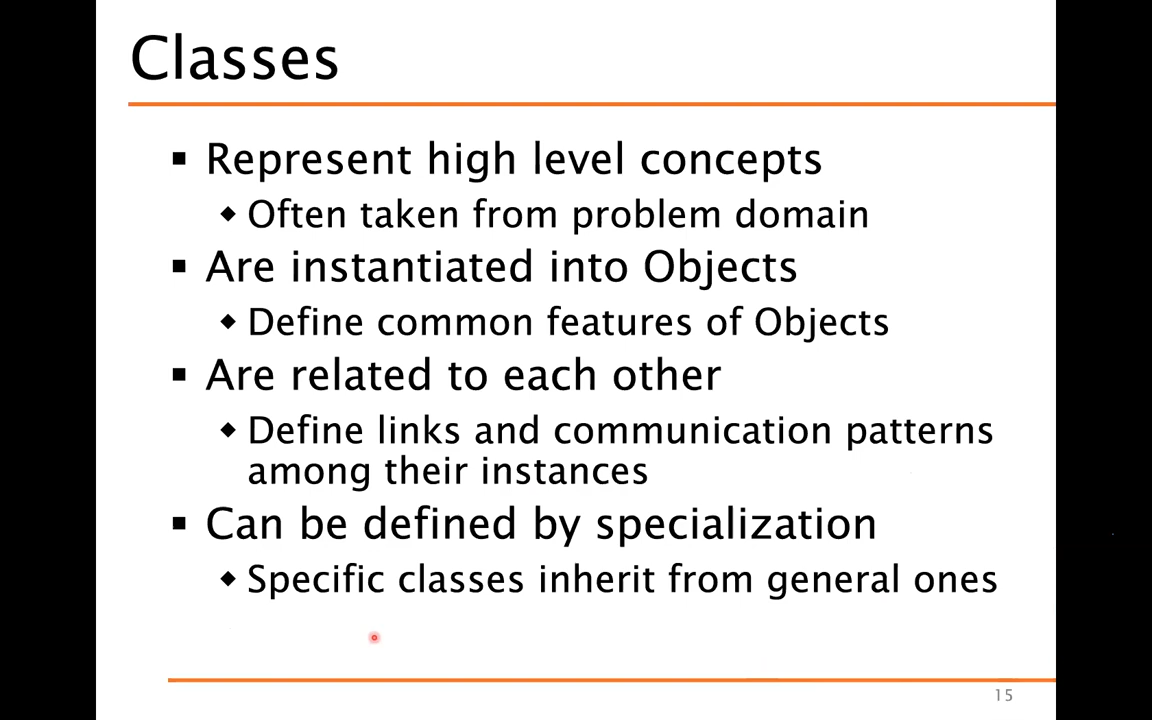 Classes
▪ Represent high level concepts
◆ Often taken from problem domain
▪ Are instantiated into Objects
◆ Define common features of Objects
▪ Are related to each other
◆ Define links and communication patterns
among their instances
▪ Can be defined by specialization
◆ Specific classes inherit from general ones
15